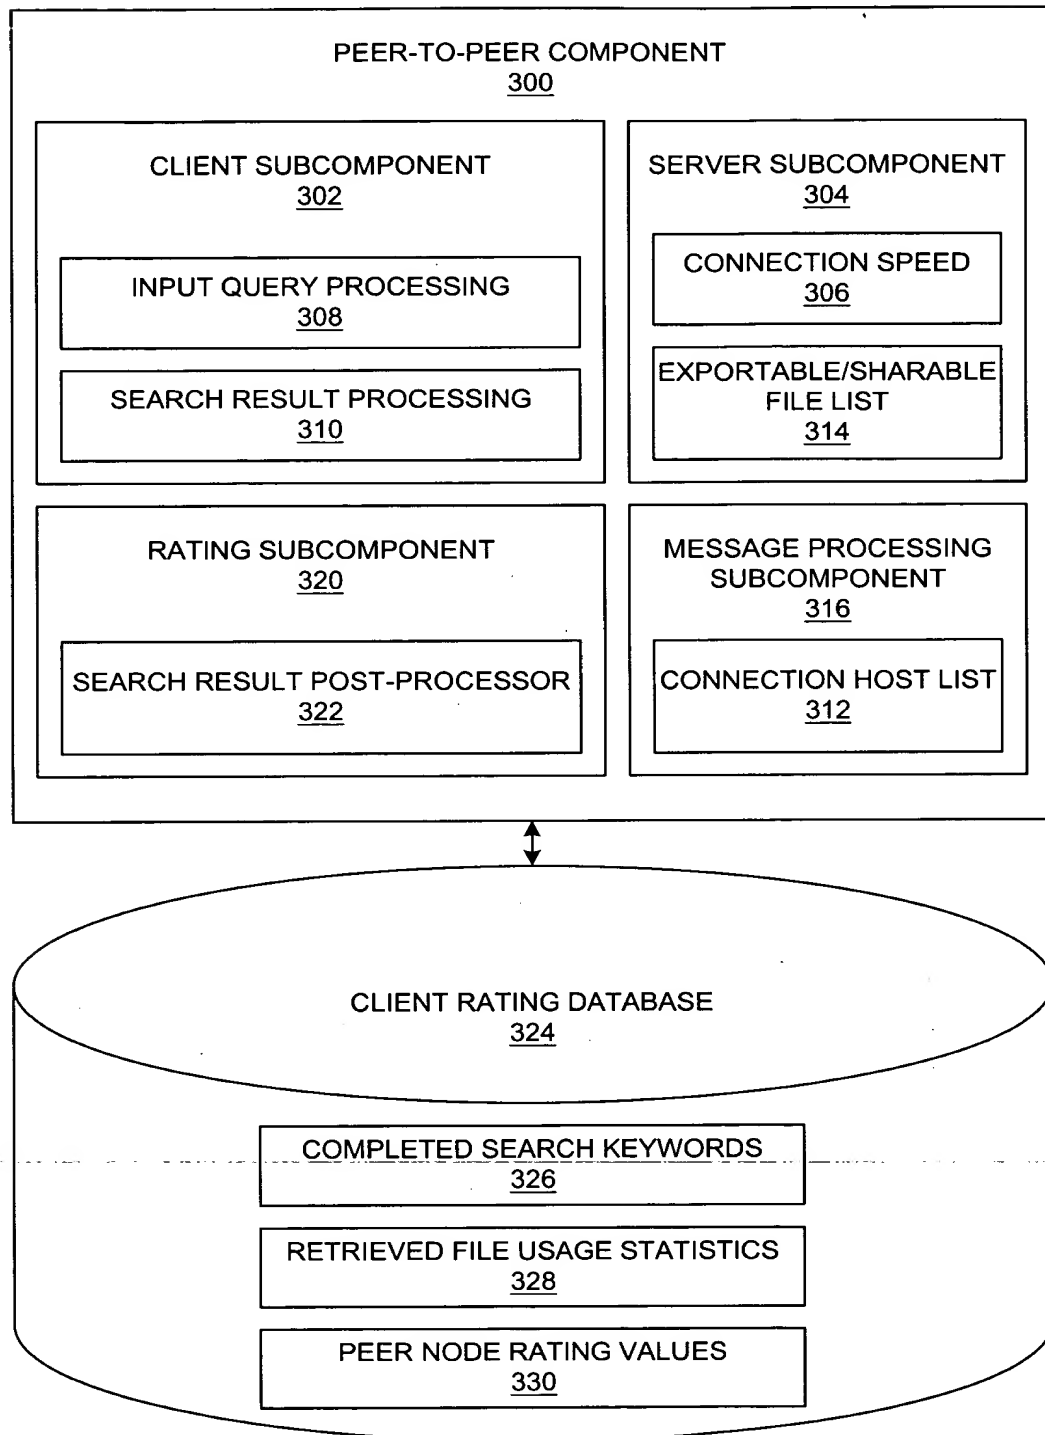 PEER-TO-PEER COMPONENT
300
CLIENT SUBCOMPONENT
302
INPUT QUERY PROCESSING
308
SEARCH RESULT PROCESSING
310
SERVER SUBCOMPONENT
304
CONNECTION SPEED
306
EXPORTABLE/SHARABLE
FILE LIST
314
RATING SUBCOMPONENT
320
SEARCH RESULT POST-PROCESSOR
322
MESSAGE PROCESSING
SUBCOMPONENT
316
CONNECTION HOST LIST
312
CLIENT RATING DATABASE
324
COMPLETED SEARCH KEYWORDS
326
RETRIEVED FILE USAGE STATISTICS
328
PEER NODE RATING VALUES
330